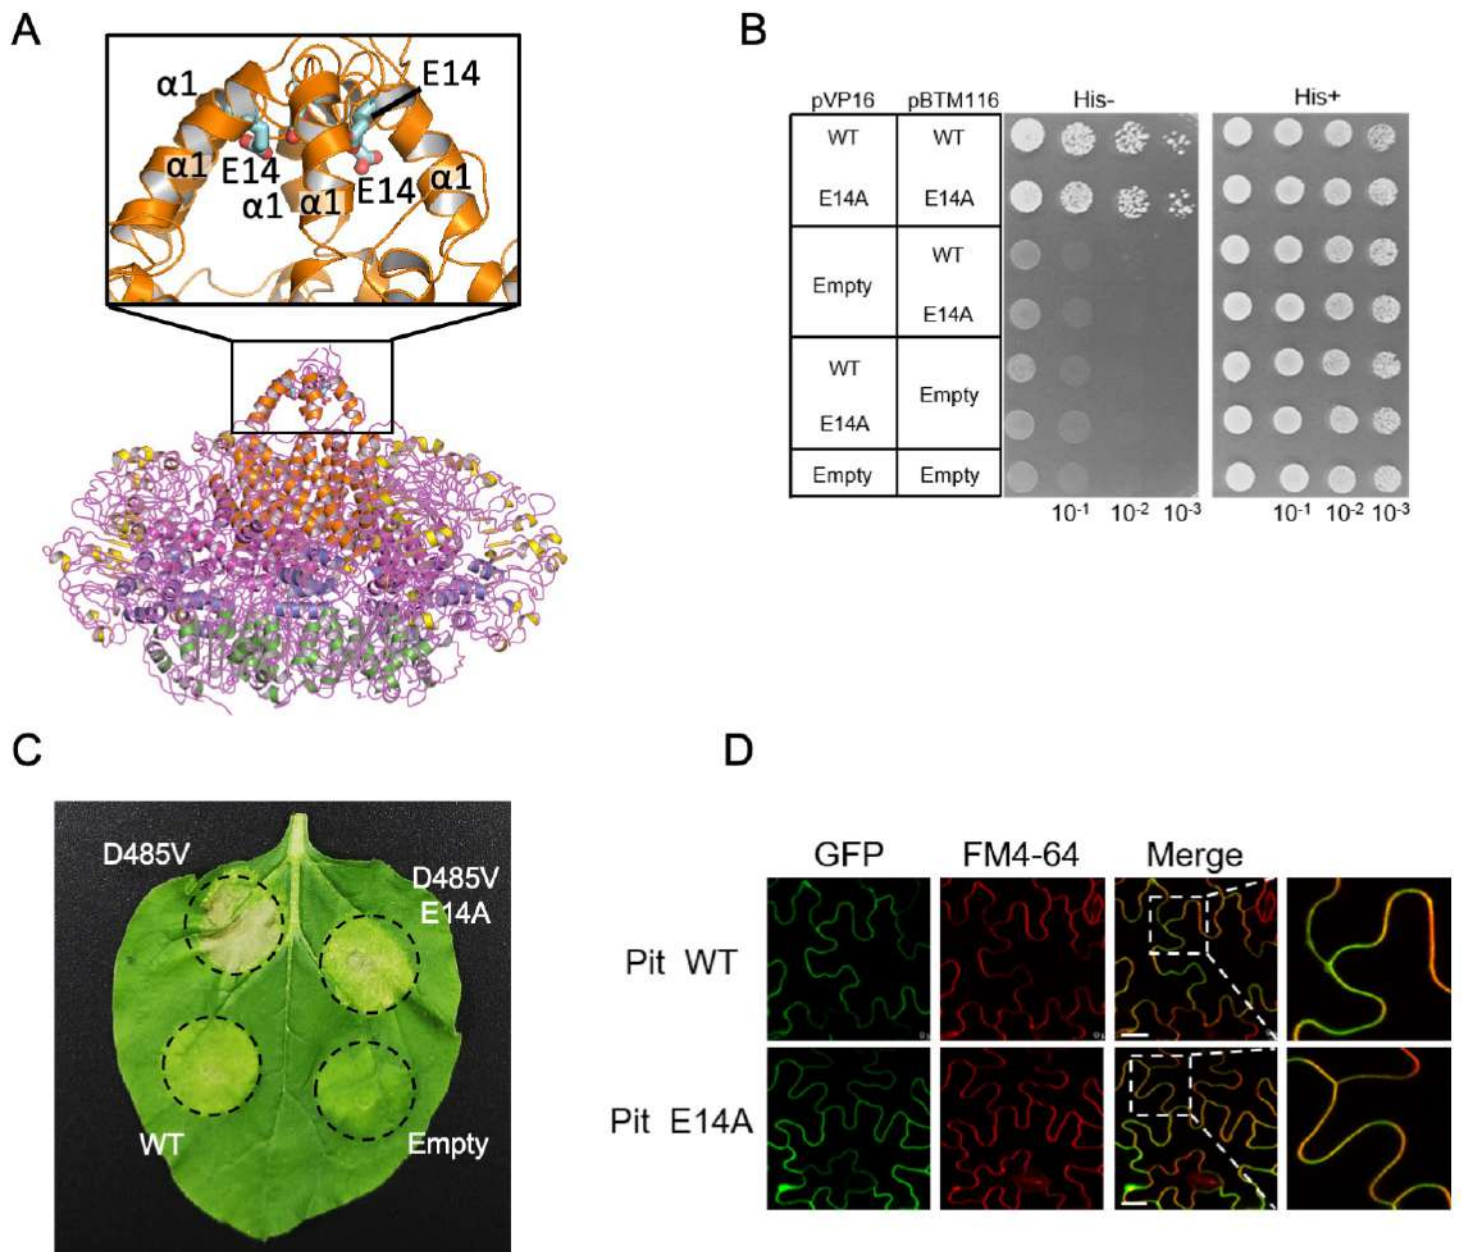 A
α1
E14
α1
E14
α1
α1
E14
α1
B
pVP16 pBTM116 His- His+
WT WT
E14A E14A
Empty
WT
E14A
WT
E14A
Empty
Empty Empty
10-1 10-2 10-3 10-1 10-2 10-3
C
D485V
D485V
E14A
WT
Empty
D
GFP FM4-64 Merge
Pit WT
Pit E14A